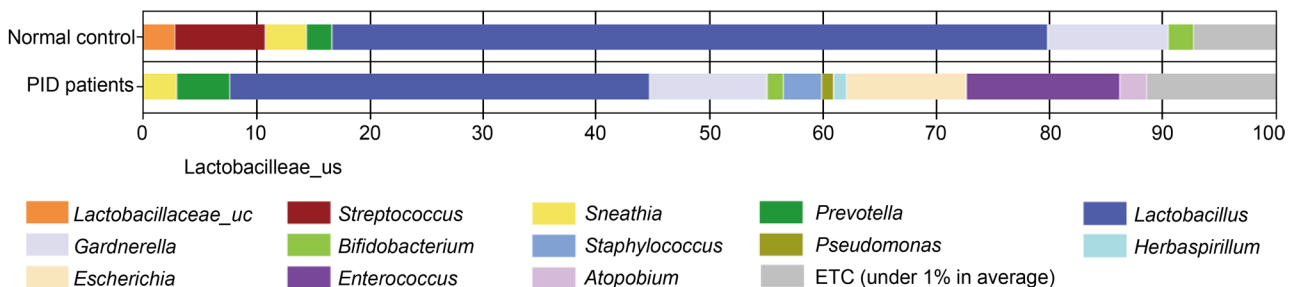 Normal control
PID patients
0 10 20 30 40 50 60 70 80 90 100
Lactobacilleae_us
Lactobacillaceae_uc Streptococcus Sneathia Prevotella Lactobacillus
Gardnerella Bifidobacterium Staphylococcus Pseudomonas Herbaspirillum
Escherichia Enterococcus Atopobium ETC (under 1% in average)